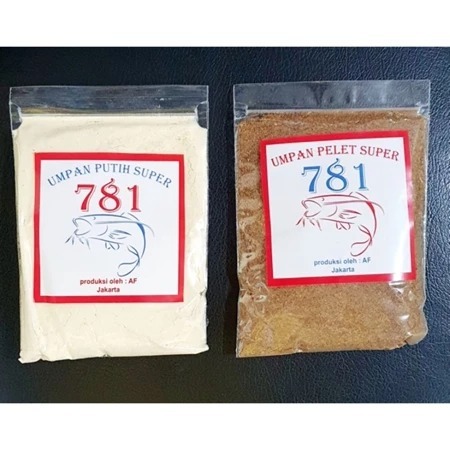 UMPAN PUTIH SUPER
781
produksi oleh : AF
Jakarta
UMPAN PELET SUPER
781
produksi oleh : AF
Jakarta